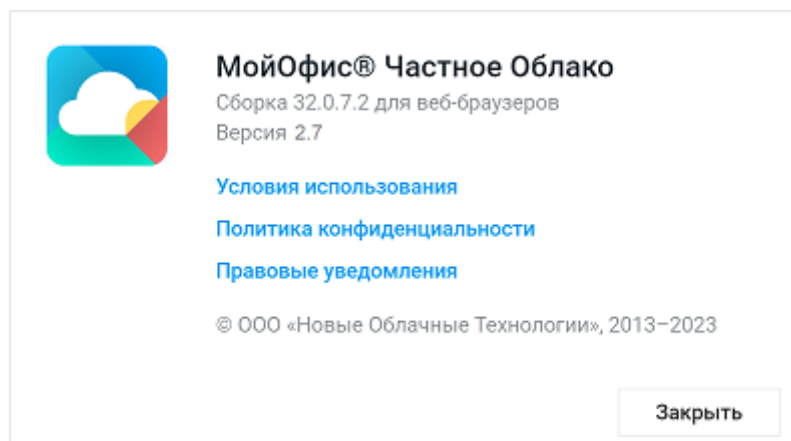 МойОфис® Частное Облако
Сборка 32.0.7.2 для веб-браузеров
Версия 2.7
Условия использования
Политика конфиденциальности
Правовые уведомления
© ООО «Новые Облачные Технологии», 2013–2023
Закрыть